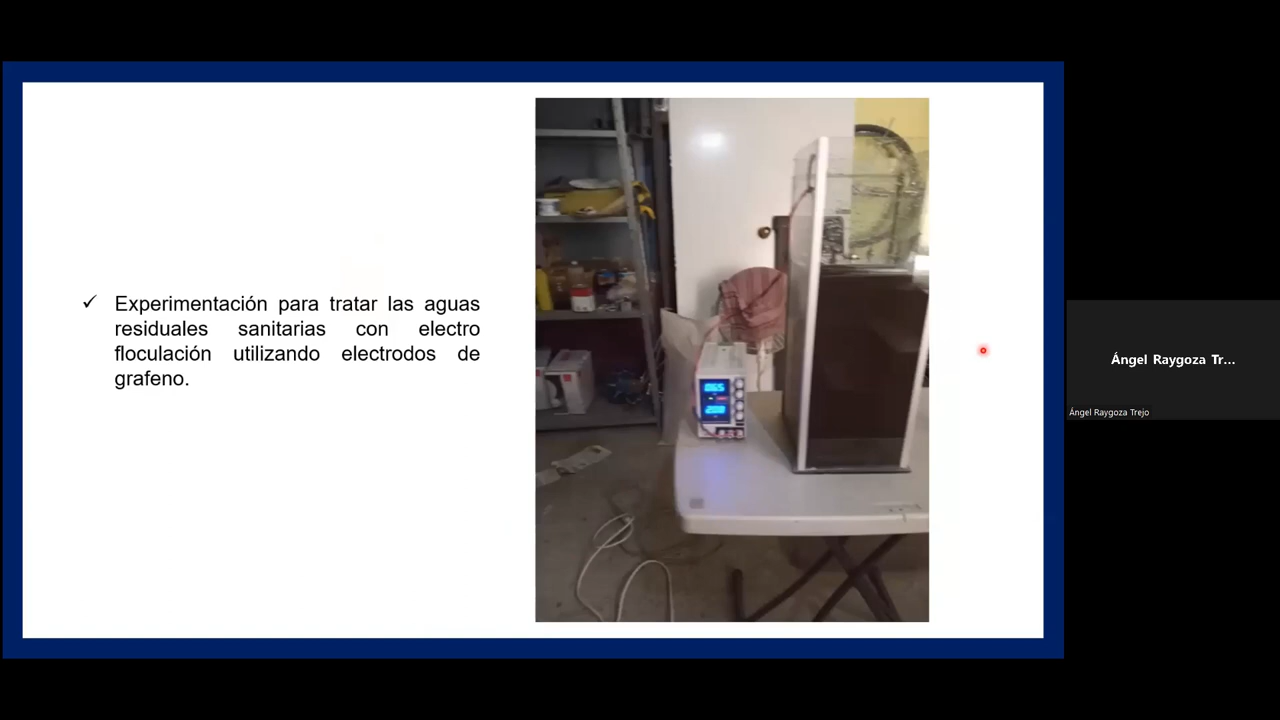 ✓ Experimentación para tratar las aguas
residuales sanitarias con electro
floculación utilizando electrodos de
grafeno.
Ángel Raygoza Tr...
Ángel Raygoza Trejo